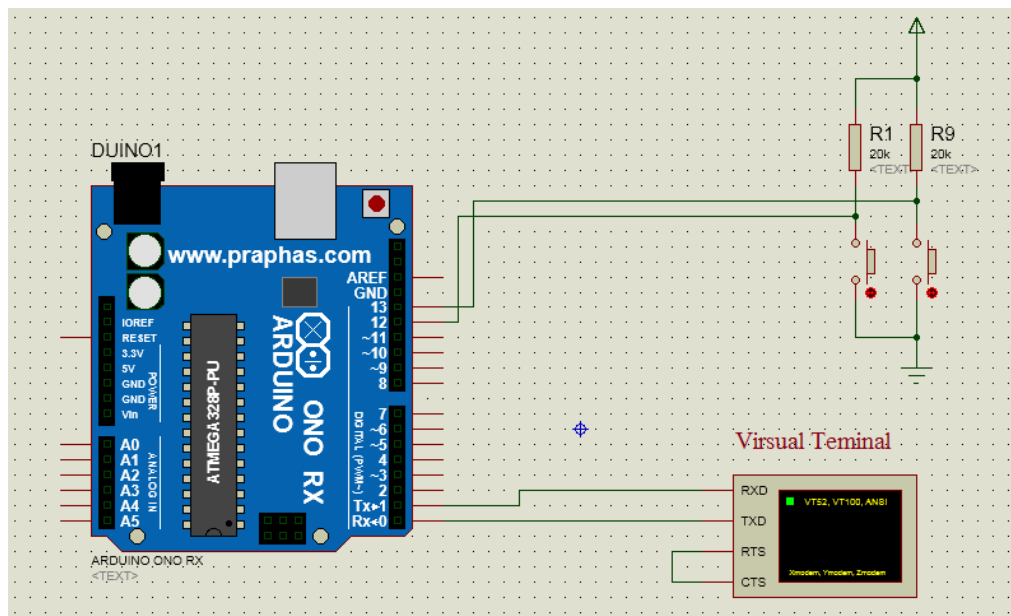 DUINO1
www.praphas.com
AREF
GND
13
12
~11
~10
~9
8
7
~6
~5
4
~3
2
Tx▸1
Rx◂0
DIGITAL (PWM~)
IOREF
RESET
3.3V
5V
GND
GND
Vin
POWER
A0
A1
A2
A3
A4
A5
ANALOG IN
ATMEGA328P-PU
ARDUINO
ONO RX
ARDUINO ONO RX
<TEXT>
R1
20k
<TEXT>
R9
20k
<TEXT>
Virsual Teminal
RXD
TXD
RTS
CTS
VT52, VT100, ANSI
Xmodem, Ymodem, Zmodem